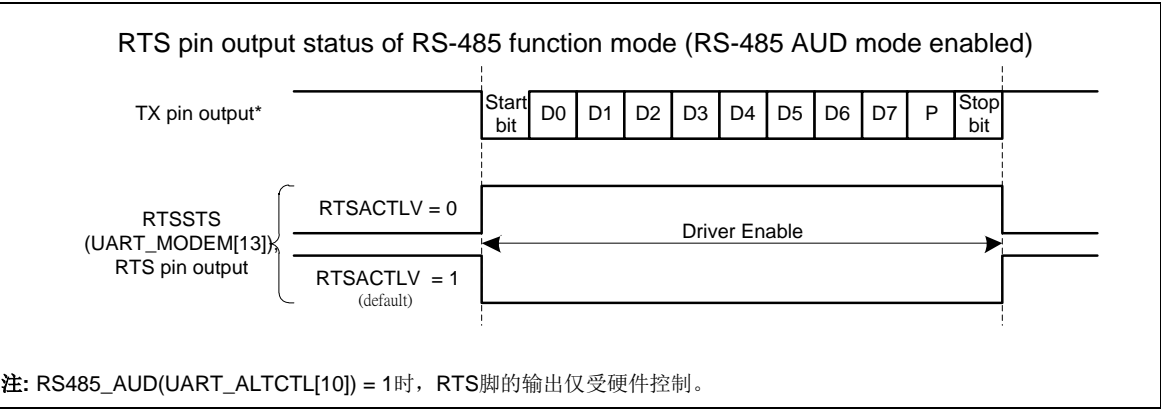 RTS pin output status of RS-485 function mode (RS-485 AUD mode enabled)
TX pin output*
Start bit
D0
D1
D2
D3
D4
D5
D6
D7
P
Stop bit
RTSSTS
(UART_MODEM[13]),
RTS pin output
RTSACTLV = 0
Driver Enable
RTSACTLV = 1
(default)
注: RS485_AUD(UART_ALTCTL[10]) = 1时，RTS脚的输出仅受硬件控制。